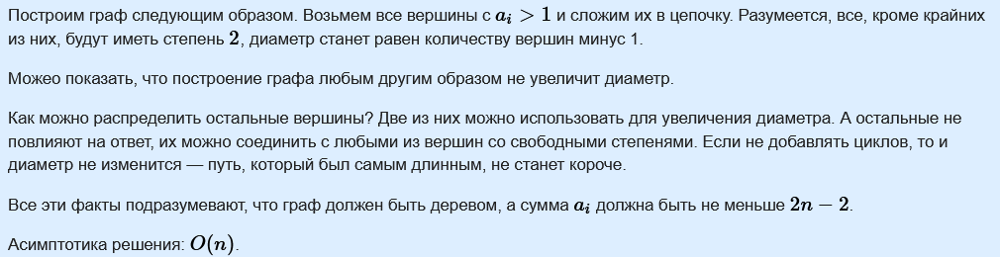 Построим граф следующим образом. Возьмем все вершины с a_i > 1 и сложим их в цепочку. Разумеется, все, кроме крайних
из них, будут иметь степень 2, диаметр станет равен количеству вершин минус 1.
Можео показать, что построение графа любым другим образом не увеличит диаметр.
Как можно распределить остальные вершины? Две из них можно использовать для увеличения диаметра. А остальные не
повлияют на ответ, их можно соединить с любыми из вершин со свободными степенями. Если не добавлять циклов, то и
диаметр не изменится — путь, который был самым длинным, не станет короче.
Все эти факты подразумевают, что граф должен быть деревом, а сумма a_i должна быть не меньше 2n − 2.
Асимптотика решения: O(n).